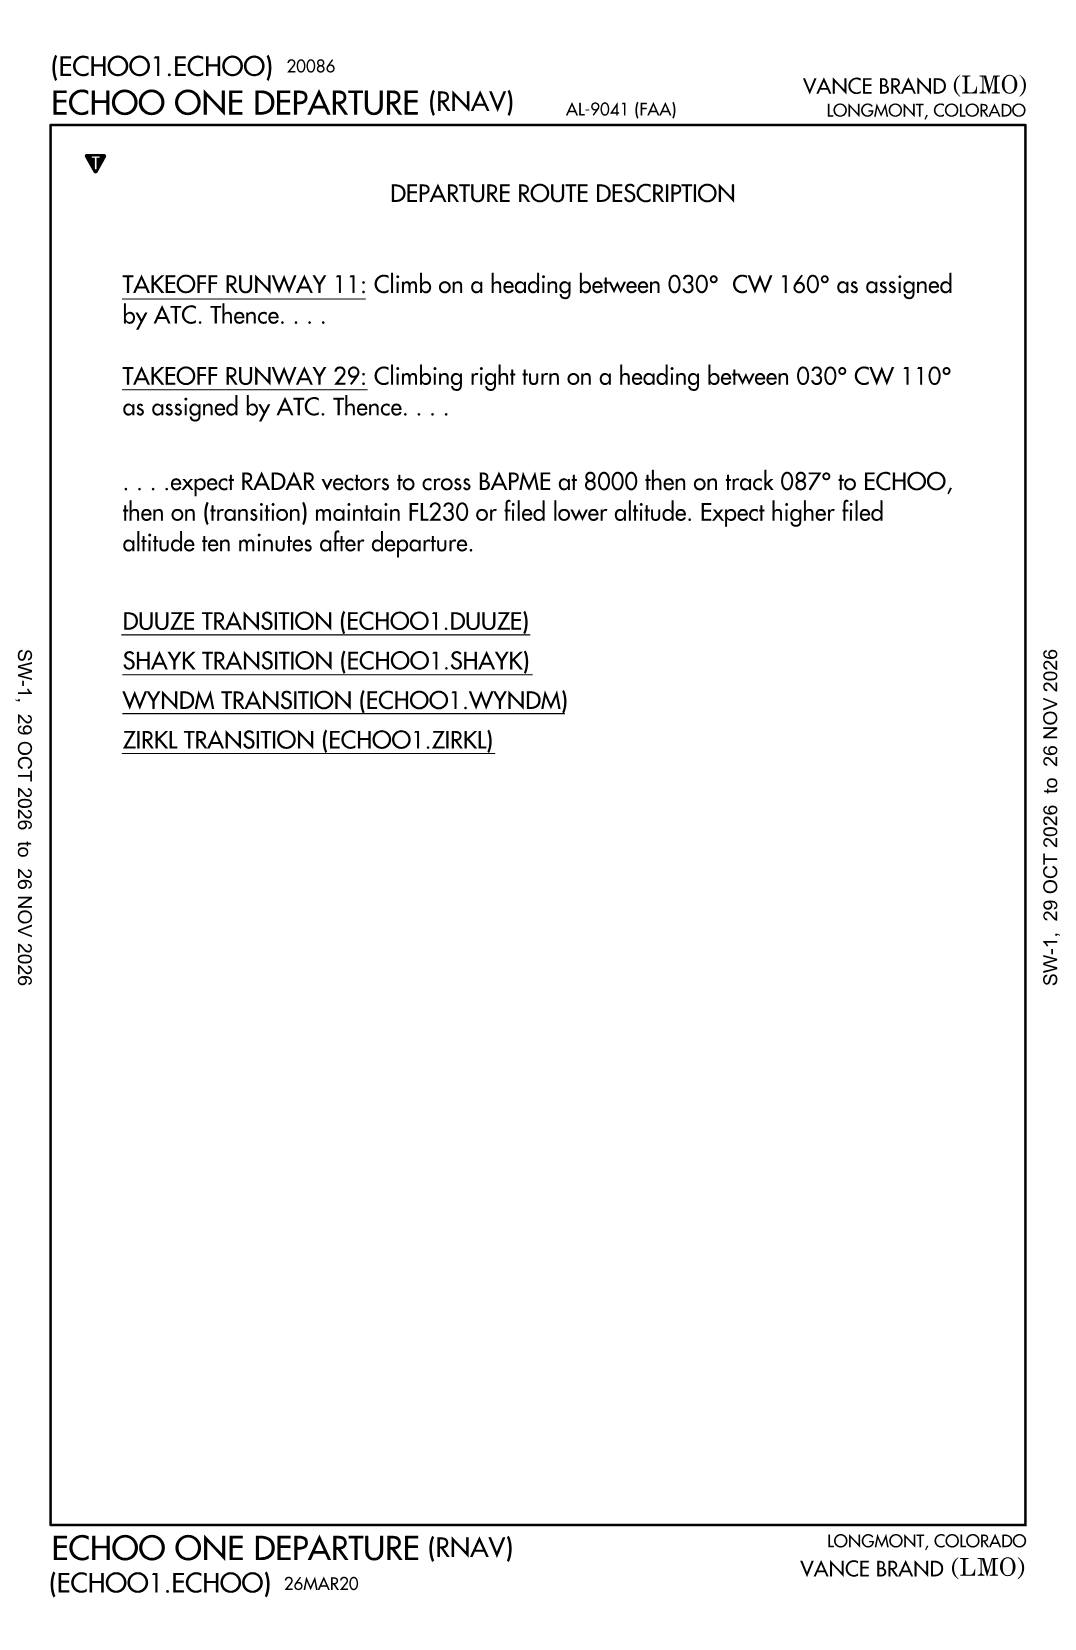 (ECHOO1.ECHOO) 20086
ECHOO ONE DEPARTURE (RNAV)
AL-9041 (FAA)
VANCE BRAND (LMO)
LONGMONT, COLORADO
T
DEPARTURE ROUTE DESCRIPTION
TAKEOFF RUNWAY 11: Climb on a heading between 030° CW 160° as assigned
by ATC. Thence. . . .
TAKEOFF RUNWAY 29: Climbing right turn on a heading between 030° CW 110°
as assigned by ATC. Thence. . . .
. . . .expect RADAR vectors to cross BAPME at 8000 then on track 087° to ECHOO,
then on (transition) maintain FL230 or filed lower altitude. Expect higher filed
altitude ten minutes after departure.
DUUZE TRANSITION (ECHOO1.DUUZE)
SHAYK TRANSITION (ECHOO1.SHAYK)
WYNDM TRANSITION (ECHOO1.WYNDM)
ZIRKL TRANSITION (ECHOO1.ZIRKL)
SW-1, 29 OCT 2026 to 26 NOV 2026
SW-1, 29 OCT 2026 to 26 NOV 2026
ECHOO ONE DEPARTURE (RNAV)
(ECHOO1.ECHOO) 26MAR20
LONGMONT, COLORADO
VANCE BRAND (LMO)